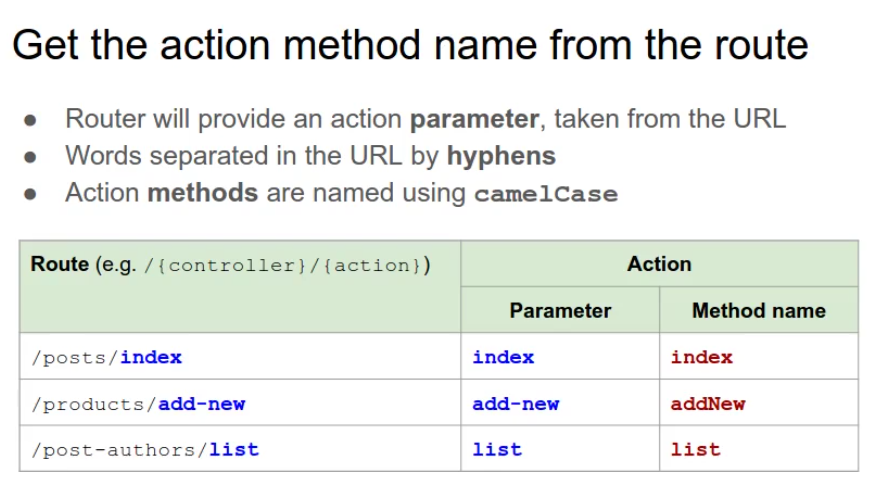 Get the action method name from the route
● Router will provide an action parameter, taken from the URL
● Words separated in the URL by hyphens
● Action methods are named using camelCase
Route (e.g. /{controller}/{action}) Action
Parameter Method name
/posts/index index index
/products/add-new add-new addNew
/post-authors/list list list